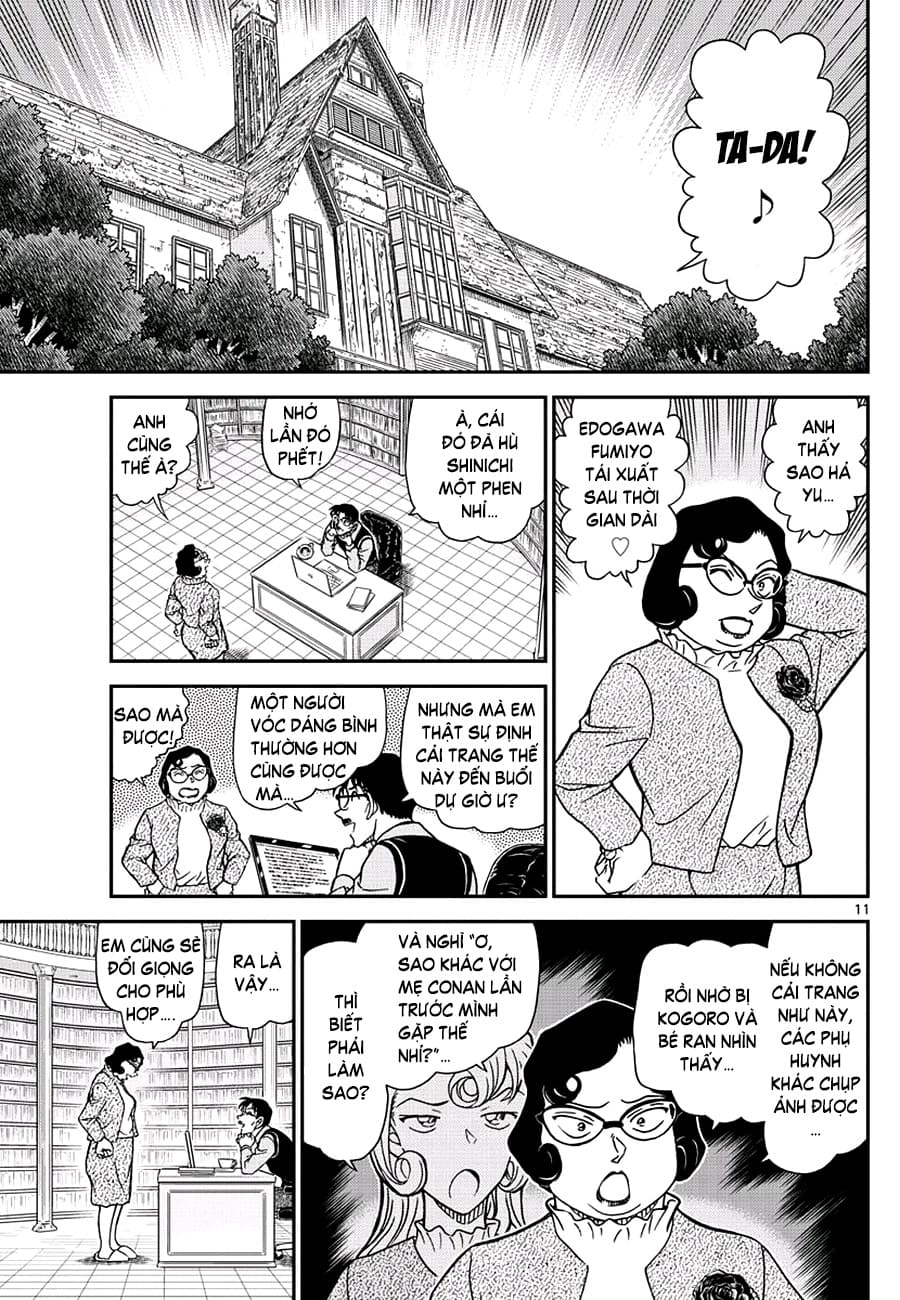 TA-DA!
♪
ANH
THẤY
SAO HẢ
YU...
EDOGAWA
FUMIYO
TÁI XUẤT
SAU THỜI
GIAN DÀI
♡
À, CÁI
ĐÓ ĐÃ HÙ
SHINICHI
MỘT PHEN
NHỈ...
NHỚ
LẦN ĐÓ
PHẾT!
ANH
CŨNG
THẾ À?
NHƯNG MÀ EM
THẬT SỰ ĐỊNH
CẢI TRANG THẾ
NÀY ĐẾN BUỔI
DỰ GIỜ Ư?
MỘT NGƯỜI
VÓC DÁNG BÌNH
THƯỜNG HƠN
CŨNG ĐƯỢC
MÀ...
SAO MÀ
ĐƯỢC!
11
NẾU KHÔNG
CẢI TRANG
NHƯ NÀY,
CÁC PHỤ
HUYNH
KHÁC CHỤP
ẢNH ĐƯỢC
...
RỒI NHỠ BỊ
KOGORO VÀ
BÉ RAN NHÌN
THẤY...
VÀ NGHĨ "Ơ,
SAO KHÁC VỚI
MẸ CONAN LẦN
TRƯỚC MÌNH
GẶP THẾ
NHỈ?"...
THÌ
BIẾT
PHẢI
LÀM
SAO?
RA LÀ
VẬY...
EM CŨNG SẼ
ĐỔI GIỌNG
CHO PHÙ
HỢP....